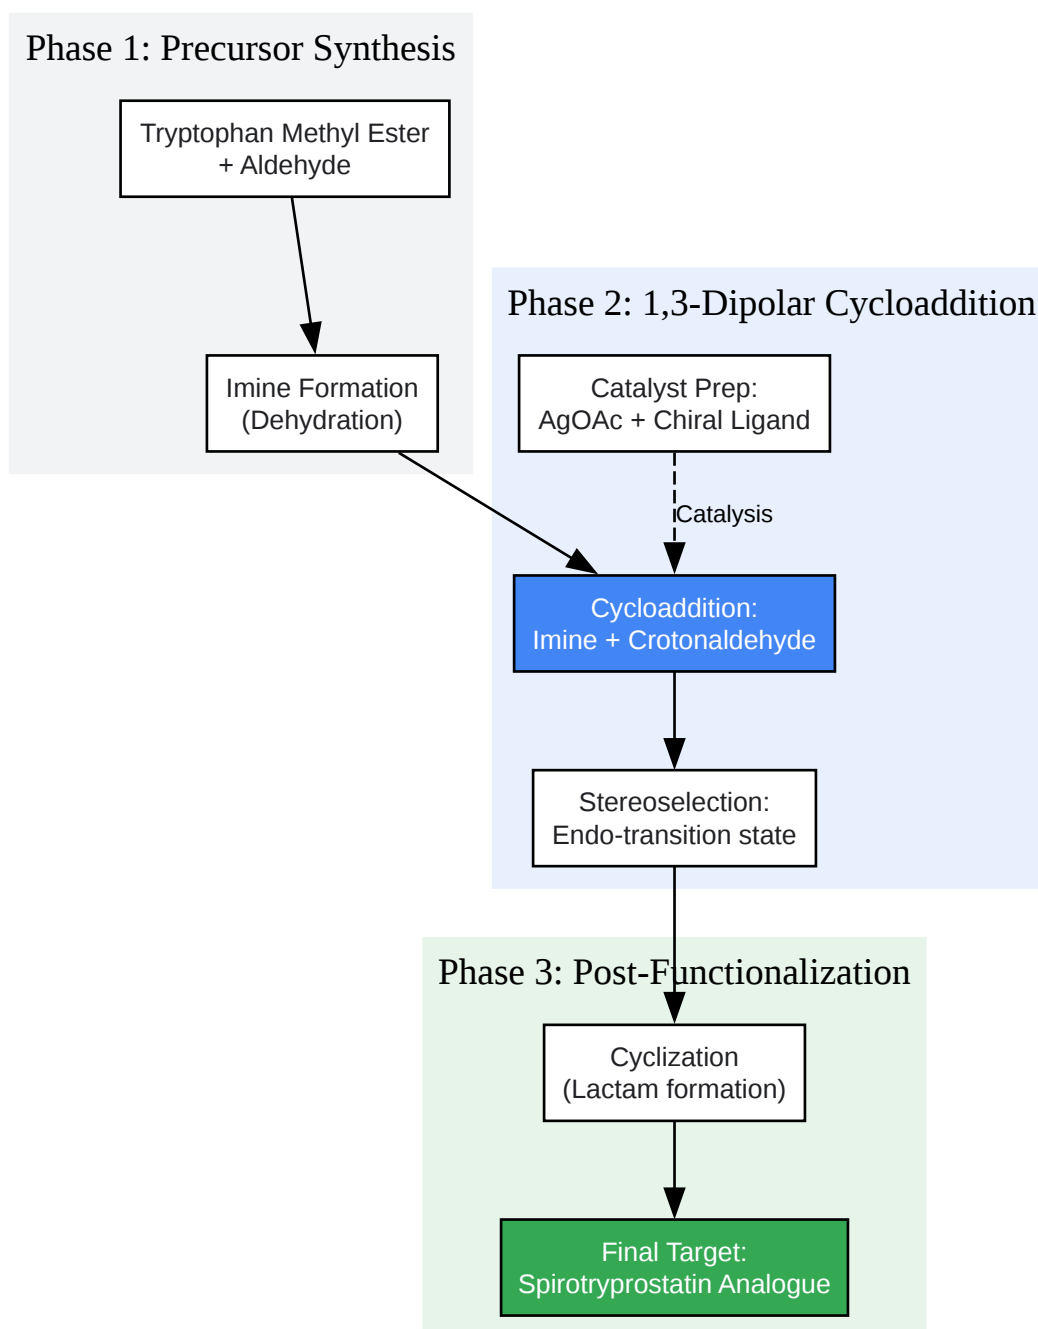 Phase 1: Precursor Synthesis
Tryptophan Methyl Ester
+ Aldehyde
Imine Formation
(Dehydration)
Phase 2: 1,3-Dipolar Cycloaddition
Catalyst Prep:
AgOAc + Chiral Ligand
Catalysis
Cycloaddition:
Imine + Crotonaldehyde
Stereoselection:
Endo-transition state
Phase 3: Post-Functionalization
Cyclization
(Lactam formation)
Final Target:
Spirotryprostatin Analogue